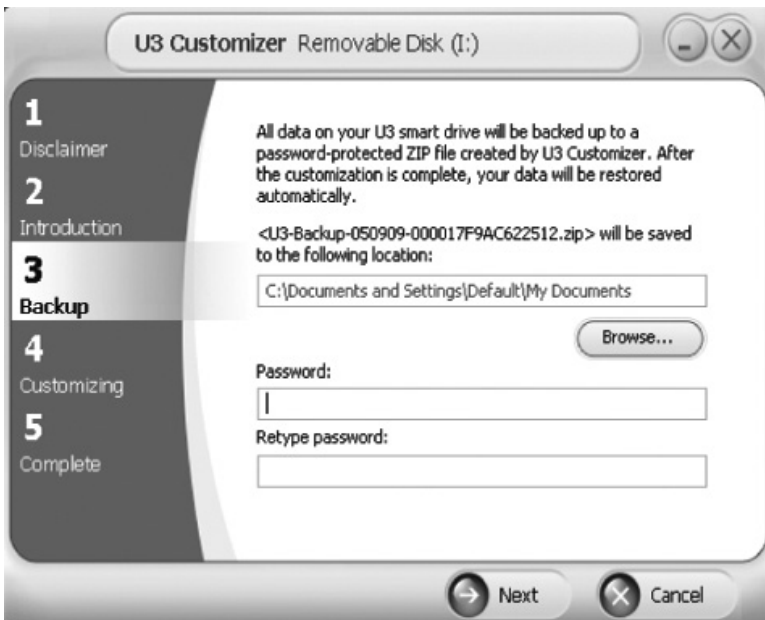 U3 Customizer Removable Disk (I:)
1
Disclaimer
2
Introduction
3
Backup
4
Customizing
5
Complete
All data on your U3 smart drive will be backed up to a
password-protected ZIP file created by U3 Customizer. After
the customization is complete, your data will be restored
automatically.
<U3-Backup-050909-000017F9AC622512.zip> will be saved
to the following location:
C:\Documents and Settings\Default\My Documents
Browse...
Password:
Retype password:
Next
Cancel